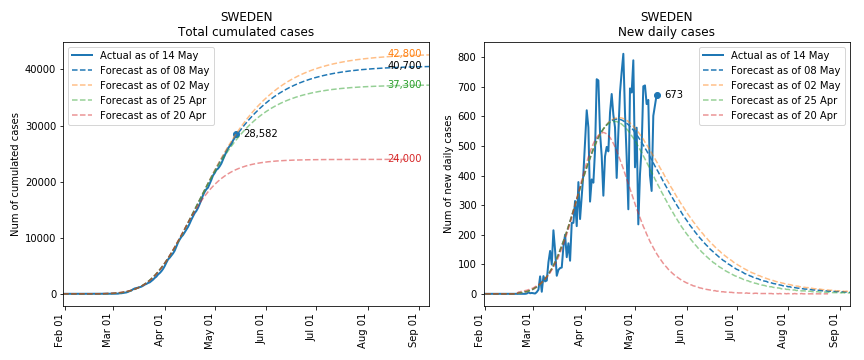 SWEDEN
Total cumulated cases
Num of cumulated cases
40000
30000
20000
10000
0
Actual as of 14 May
Forecast as of 08 May
Forecast as of 02 May
Forecast as of 25 Apr
Forecast as of 20 Apr
42,800
40,700
37,300
28,582
24,000
Feb 01
Mar 01
Apr 01
May 01
Jun 01
Jul 01
Aug 01
Sep 01
SWEDEN
New daily cases
Num of new daily cases
800
700
600
500
400
300
200
100
0
Actual as of 14 May
Forecast as of 08 May
Forecast as of 02 May
Forecast as of 25 Apr
Forecast as of 20 Apr
673
Feb 01
Mar 01
Apr 01
May 01
Jun 01
Jul 01
Aug 01
Sep 01